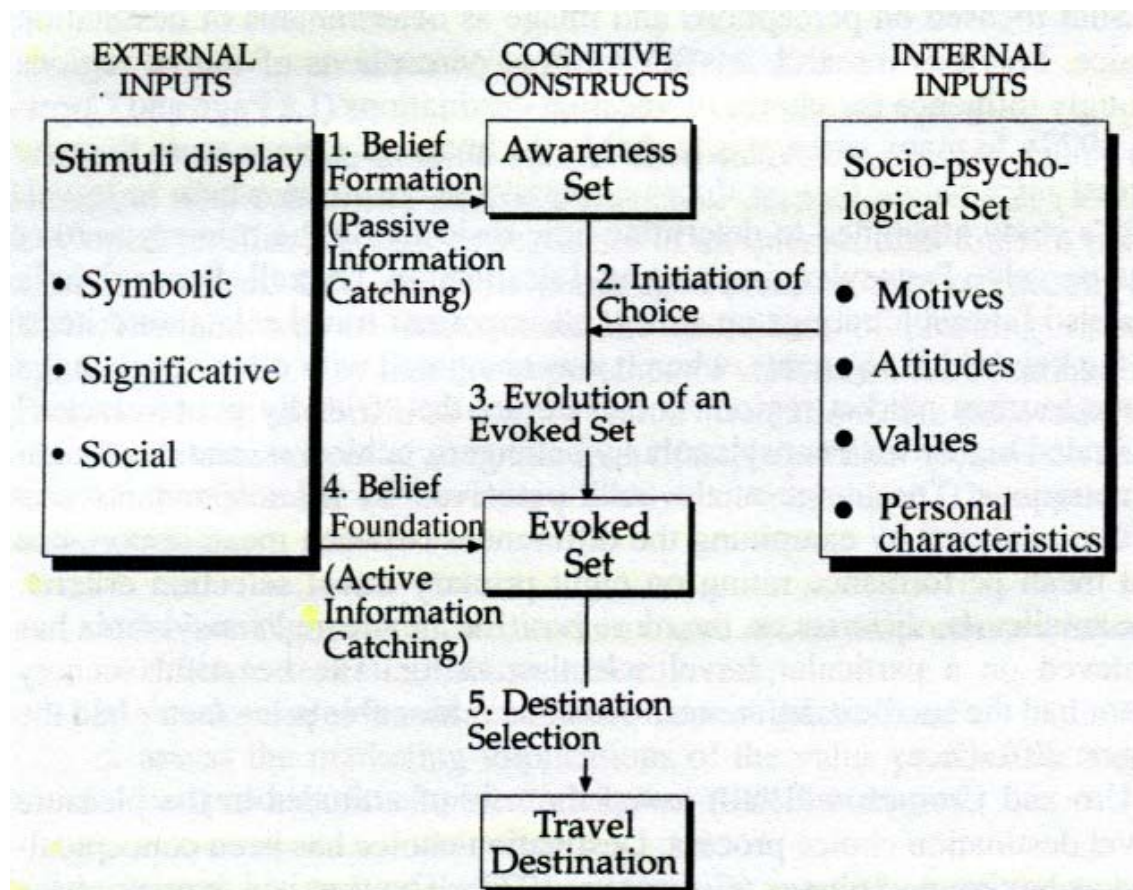 EXTERNAL
INPUTS
Stimuli display
• Symbolic
• Significative
• Social
1. Belief
Formation
(Passive
Information
Catching)
4. Belief
Foundation
(Active
Information
Catching)
COGNITIVE
CONSTRUCTS
Awareness
Set
2. Initiation of
Choice
3. Evolution of an
Evoked Set
Evoked
Set
5. Destination
Selection
Travel
Destination
INTERNAL
INPUTS
Socio-psycho-
logical Set
• Motives
• Attitudes
• Values
• Personal
characteristics